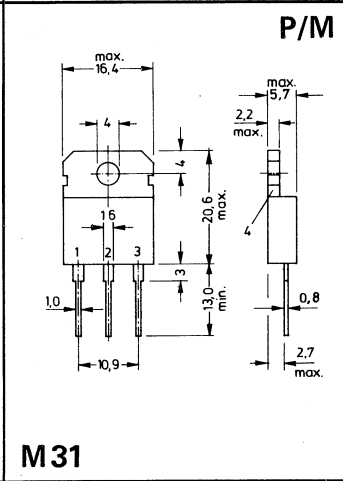 P/M
max.
16,4
4
4
20,6
max.
16
1 2 3
3
1,0
13,0
min.
10,9
max.
5,7
2,2
max.
4
0,8
2,7
max.
M31